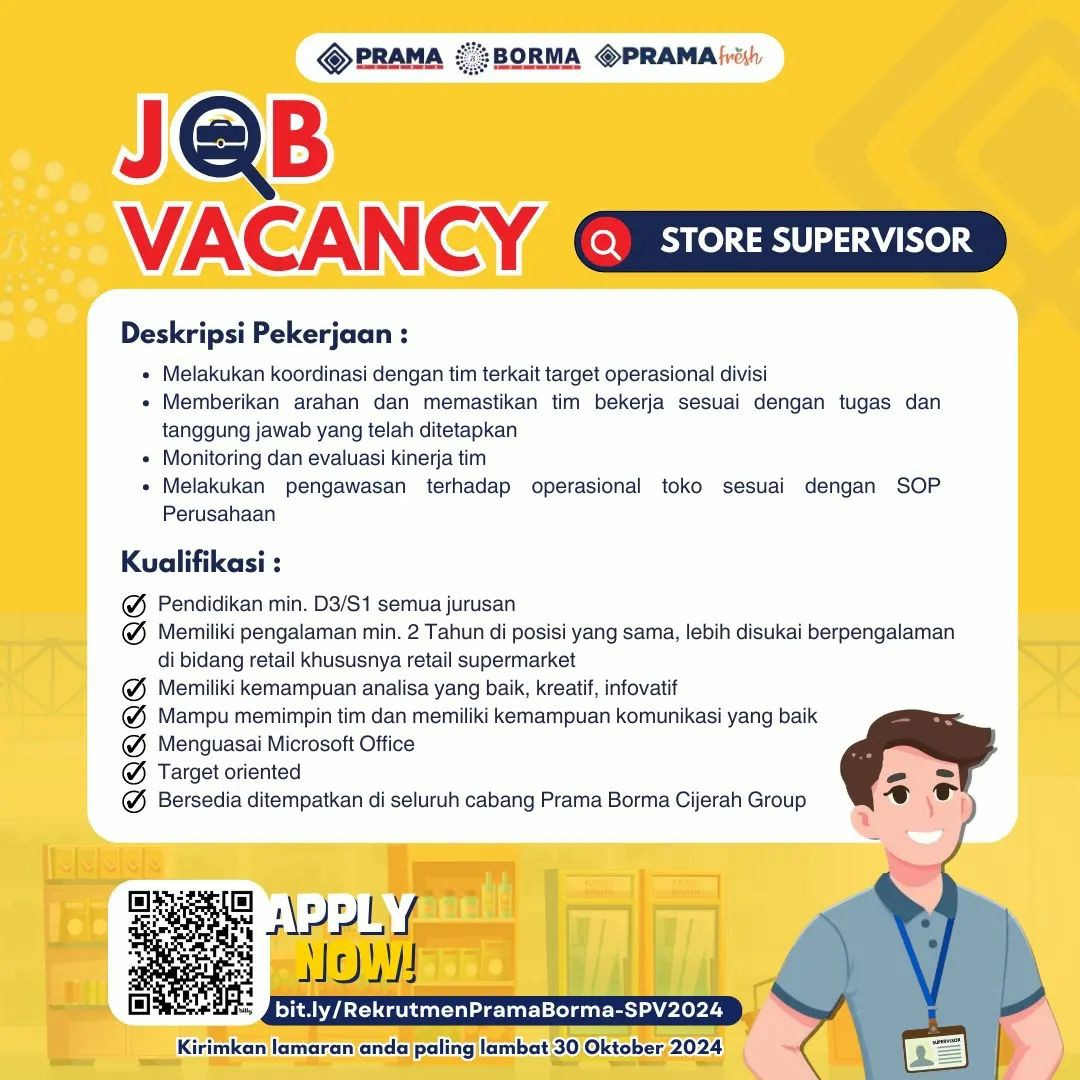 PRAMA BORMA PRAMA fresh
JOB
VACANCY
STORE SUPERVISOR
Deskripsi Pekerjaan :
• Melakukan koordinasi dengan tim terkait target operasional divisi
• Memberikan arahan dan memastikan tim bekerja sesuai dengan tugas dan
tanggung jawab yang telah ditetapkan
• Monitoring dan evaluasi kinerja tim
• Melakukan pengawasan terhadap operasional toko sesuai dengan SOP
Perusahaan
Kualifikasi :
Pendidikan min. D3/S1 semua jurusan
Memiliki pengalaman min. 2 Tahun di posisi yang sama, lebih disukai berpengalaman
di bidang retail khususnya retail supermarket
Memiliki kemampuan analisa yang baik, kreatif, infovatif
Mampu memimpin tim dan memiliki kemampuan komunikasi yang baik
Menguasai Microsoft Office
Target oriented
Bersedia ditempatkan di seluruh cabang Prama Borma Cijerah Group
DRINK DRINK
APPLY
NOW!
bitly
bit.ly/RekrutmenPramaBorma-SPV2024
SUPERVISOR
Kirimkan lamaran anda paling lambat 30 Oktober 2024